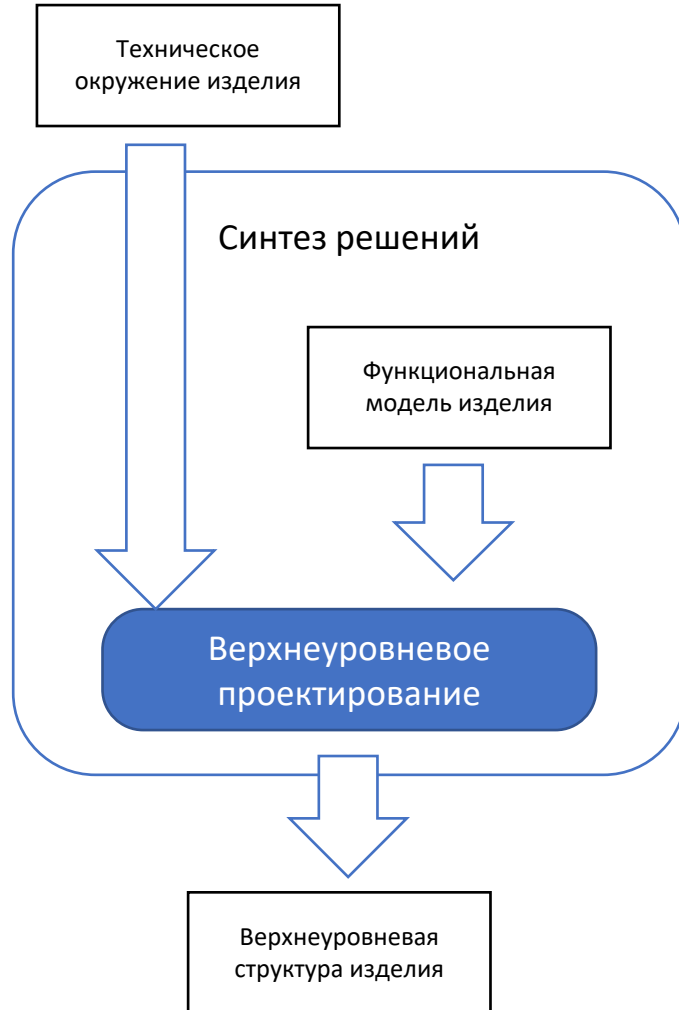 Техническое
окружение изделия
Синтез решений
Функциональная
модель изделия
Верхнеуровневое
проектирование
Верхнеуровневая
структура изделия